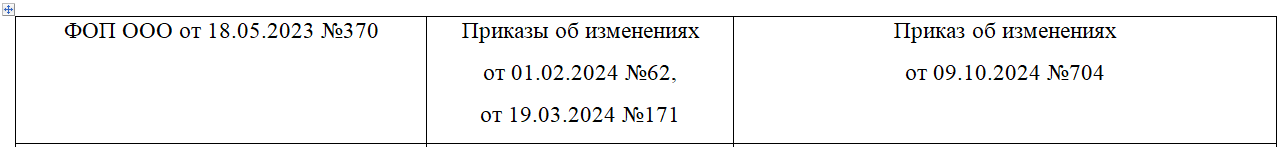 ФОП ООО от 18.05.2023 №370
Приказы об изменениях
от 01.02.2024 №62,
от 19.03.2024 №171
Приказ об изменениях
от 09.10.2024 №704